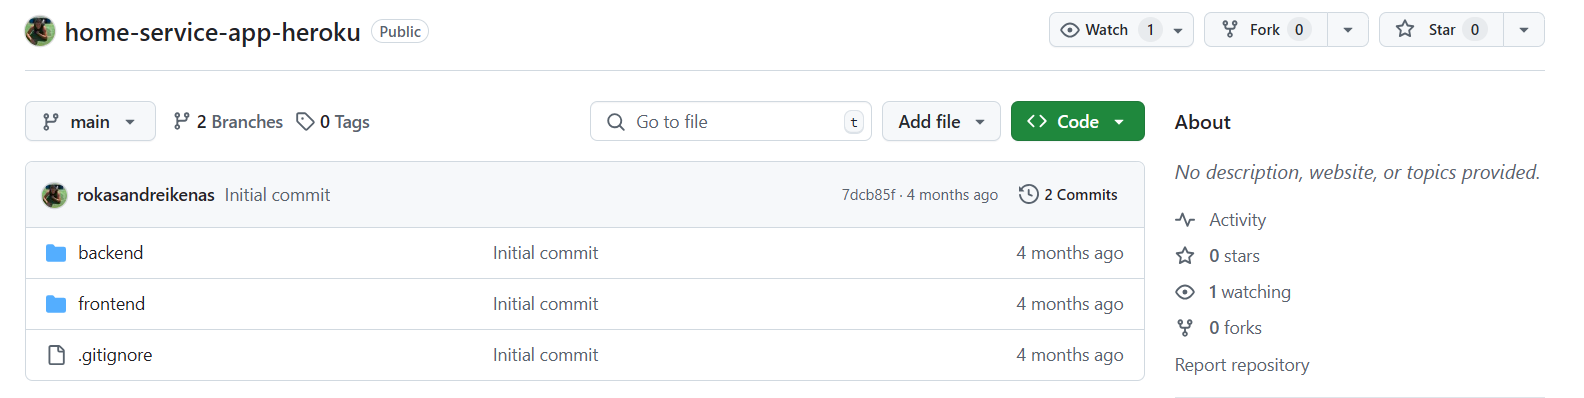 home-service-app-heroku Public Watch 1 Fork 0 Star 0
main 2 Branches 0 Tags Go to file t Add file Code
rokasandreikenas Initial commit 7dcb85f · 4 months ago 2 Commits
backend Initial commit 4 months ago
frontend Initial commit 4 months ago
.gitignore Initial commit 4 months ago
About
No description, website, or topics provided.
Activity
0 stars
1 watching
0 forks
Report repository